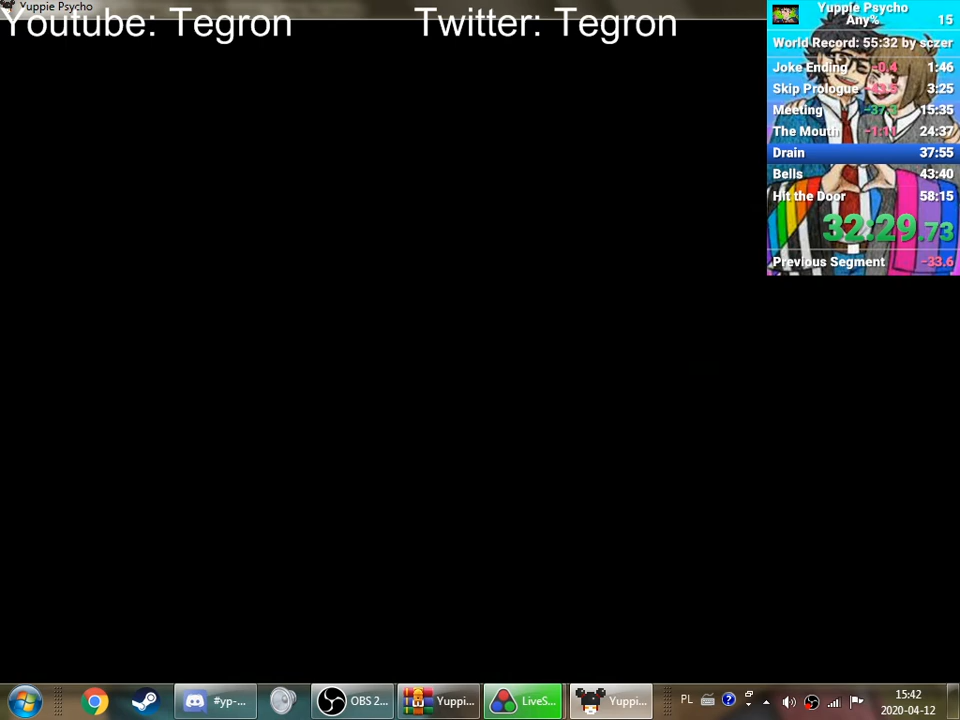 Yuppie Psycho
Youtube: Tegron
Twitter: Tegron
Yuppie Psycho
Any%
15
World Record: 55:32 by sczer
Joke Ending -0.4 1:46
Skip Prologue 3:25
Meeting 15:35
The Mouth -1:11 24:37
Drain 37:55
Bells 43:40
Hit the Door 58:15
32:29.73
Previous Segment -33.6
#yp-...
OBS 2...
Yuppi...
LiveS...
Yuppi...
PL
15:42
2020-04-12